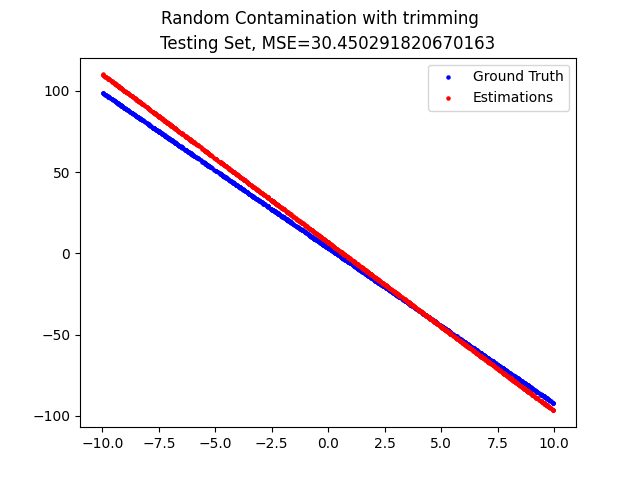 Random Contamination with trimming
Testing Set, MSE=30.450291820670163
Ground Truth
Estimations
100
50
0
−50
−100
−10.0 −7.5 −5.0 −2.5 0.0 2.5 5.0 7.5 10.0